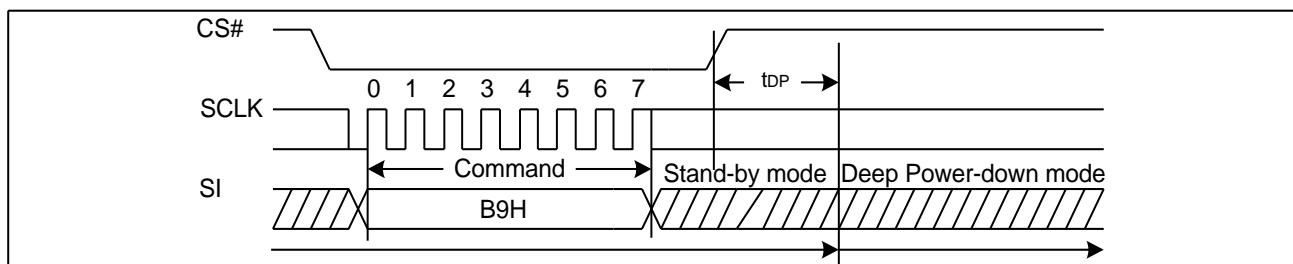 CS#
tDP
0 1 2 3 4 5 6 7
SCLK
Command
Stand-by mode Deep Power-down mode
SI
B9H